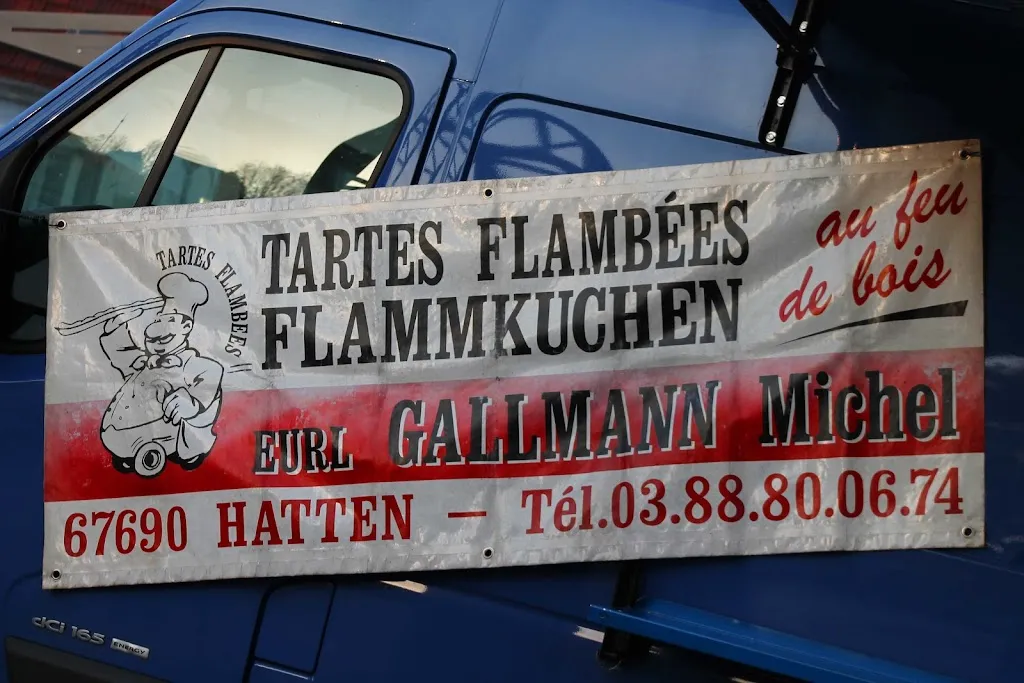 TARTES FLAMBÉES
TARTES FLAMBÉES
FLAMMKUCHEN
au feu
de bois
EURL GALLMANN Michel
67690 HATTEN – Tél.03.88.80.06.74
dCi 165 ENERGY